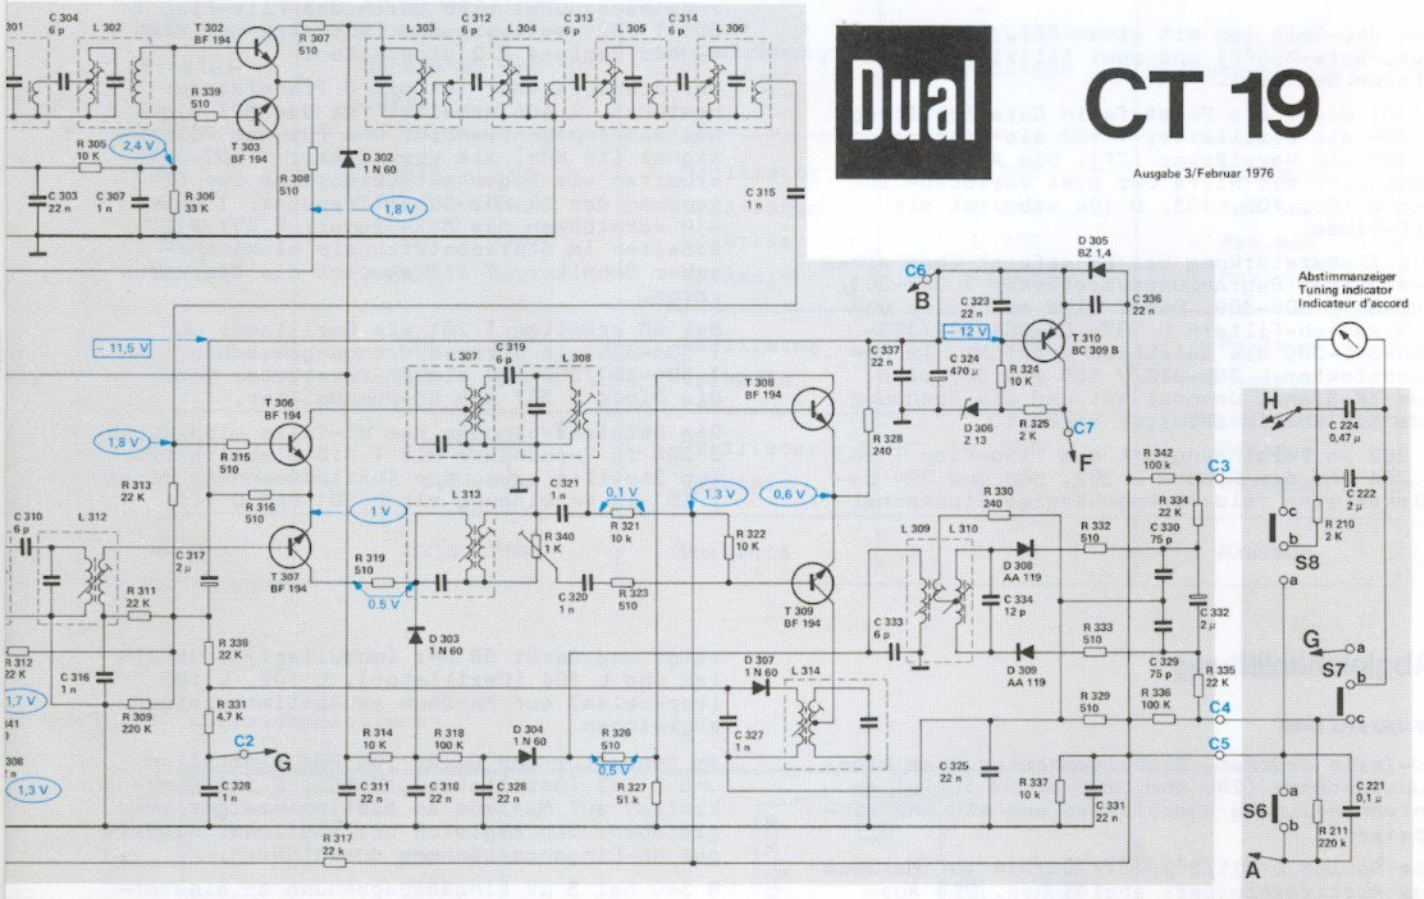 301
C 304
6 p
L 302
T 302
BF 194
R 307
510
L 303
C 312
6 p
L 304
C 313
6 p
L 305
C 314
6 p
L 306
Dual
CT 19
Ausgabe 3/Februar 1976
R 339
510
T 303
BF 194
R 305
10 K
2,4 V
R 308
510
D 302
1 N 60
C 303
22 n
C 307
1 n
R 306
33 K
1,8 V
C 315
1 n
D 305
BZ 1,4
C6
B
C 323
22 n
C 336
22 n
Abstimmanzeiger
Tuning indicator
Indicateur d'accord
– 11,5 V
L 307
C 319
6 p
L 308
T 308
BF 194
C 337
22 n
– 12 V
C 324
470 µ
T 310
BC 309 B
R 324
10 K
T 306
BF 194
1,8 V
R 315
510
R 328
240
D 306
Z 13
R 325
2 K
C7
F
H
C 224
0,47 µ
R 313
22 K
R 316
510
L 313
C 321
1 n
0,1 V
R 321
10 k
1,3 V
0,6 V
R 342
100 k
C3
C 222
2 µ
1 V
R 330
240
R 334
22 K
C 310
6 p
L 312
C 317
2 µ
T 307
BF 194
R 319
510
R 340
1 K
R 322
10 K
L 309
L 310
R 332
510
C 330
75 p
c
b
S8
a
R 210
2 K
D 308
AA 119
R 311
22 K
0.5 V
C 320
1 n
R 323
510
T 309
BF 194
C 334
12 p
C 332
2 µ
D 303
1 N 60
C 333
6 p
R 333
510
R 312
22 K
R 338
22 K
C 316
1 n
D 307
1 N 60
L 314
D 309
AA 119
C 329
75 p
R 335
22 K
G
a
S7
b
1,7 V
R 309
220 K
R 331
4,7 K
R 329
510
R 336
100 K
C4
c
341
C2
G
R 314
10 K
R 318
100 K
D 304
1 N 60
R 326
510
0,5 V
C 327
1 n
C5
308
2 n
1,3 V
C 328
1 n
C 311
22 n
C 318
22 n
C 328
22 n
R 327
51 k
C 325
22 n
R 337
10 k
C 331
22 n
a
S6
b
C 221
0,1 µ
R 211
220 k
R 317
22 k
A